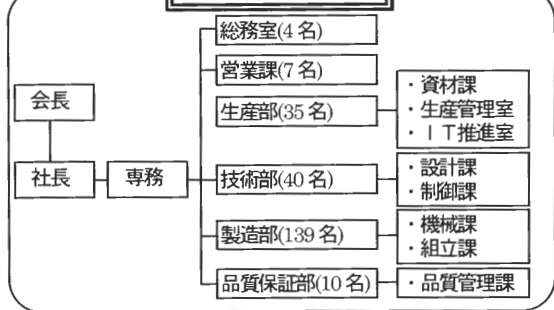 総務室(4名)
営業課(7名)
会長
生産部(35名)
・資材課
・生産管理室
・ＩＴ推進室
社長
専務
技術部(40名)
・設計課
・制御課
製造部(139名)
・機械課
・組立課
品質保証部(10名)
・品質管理課